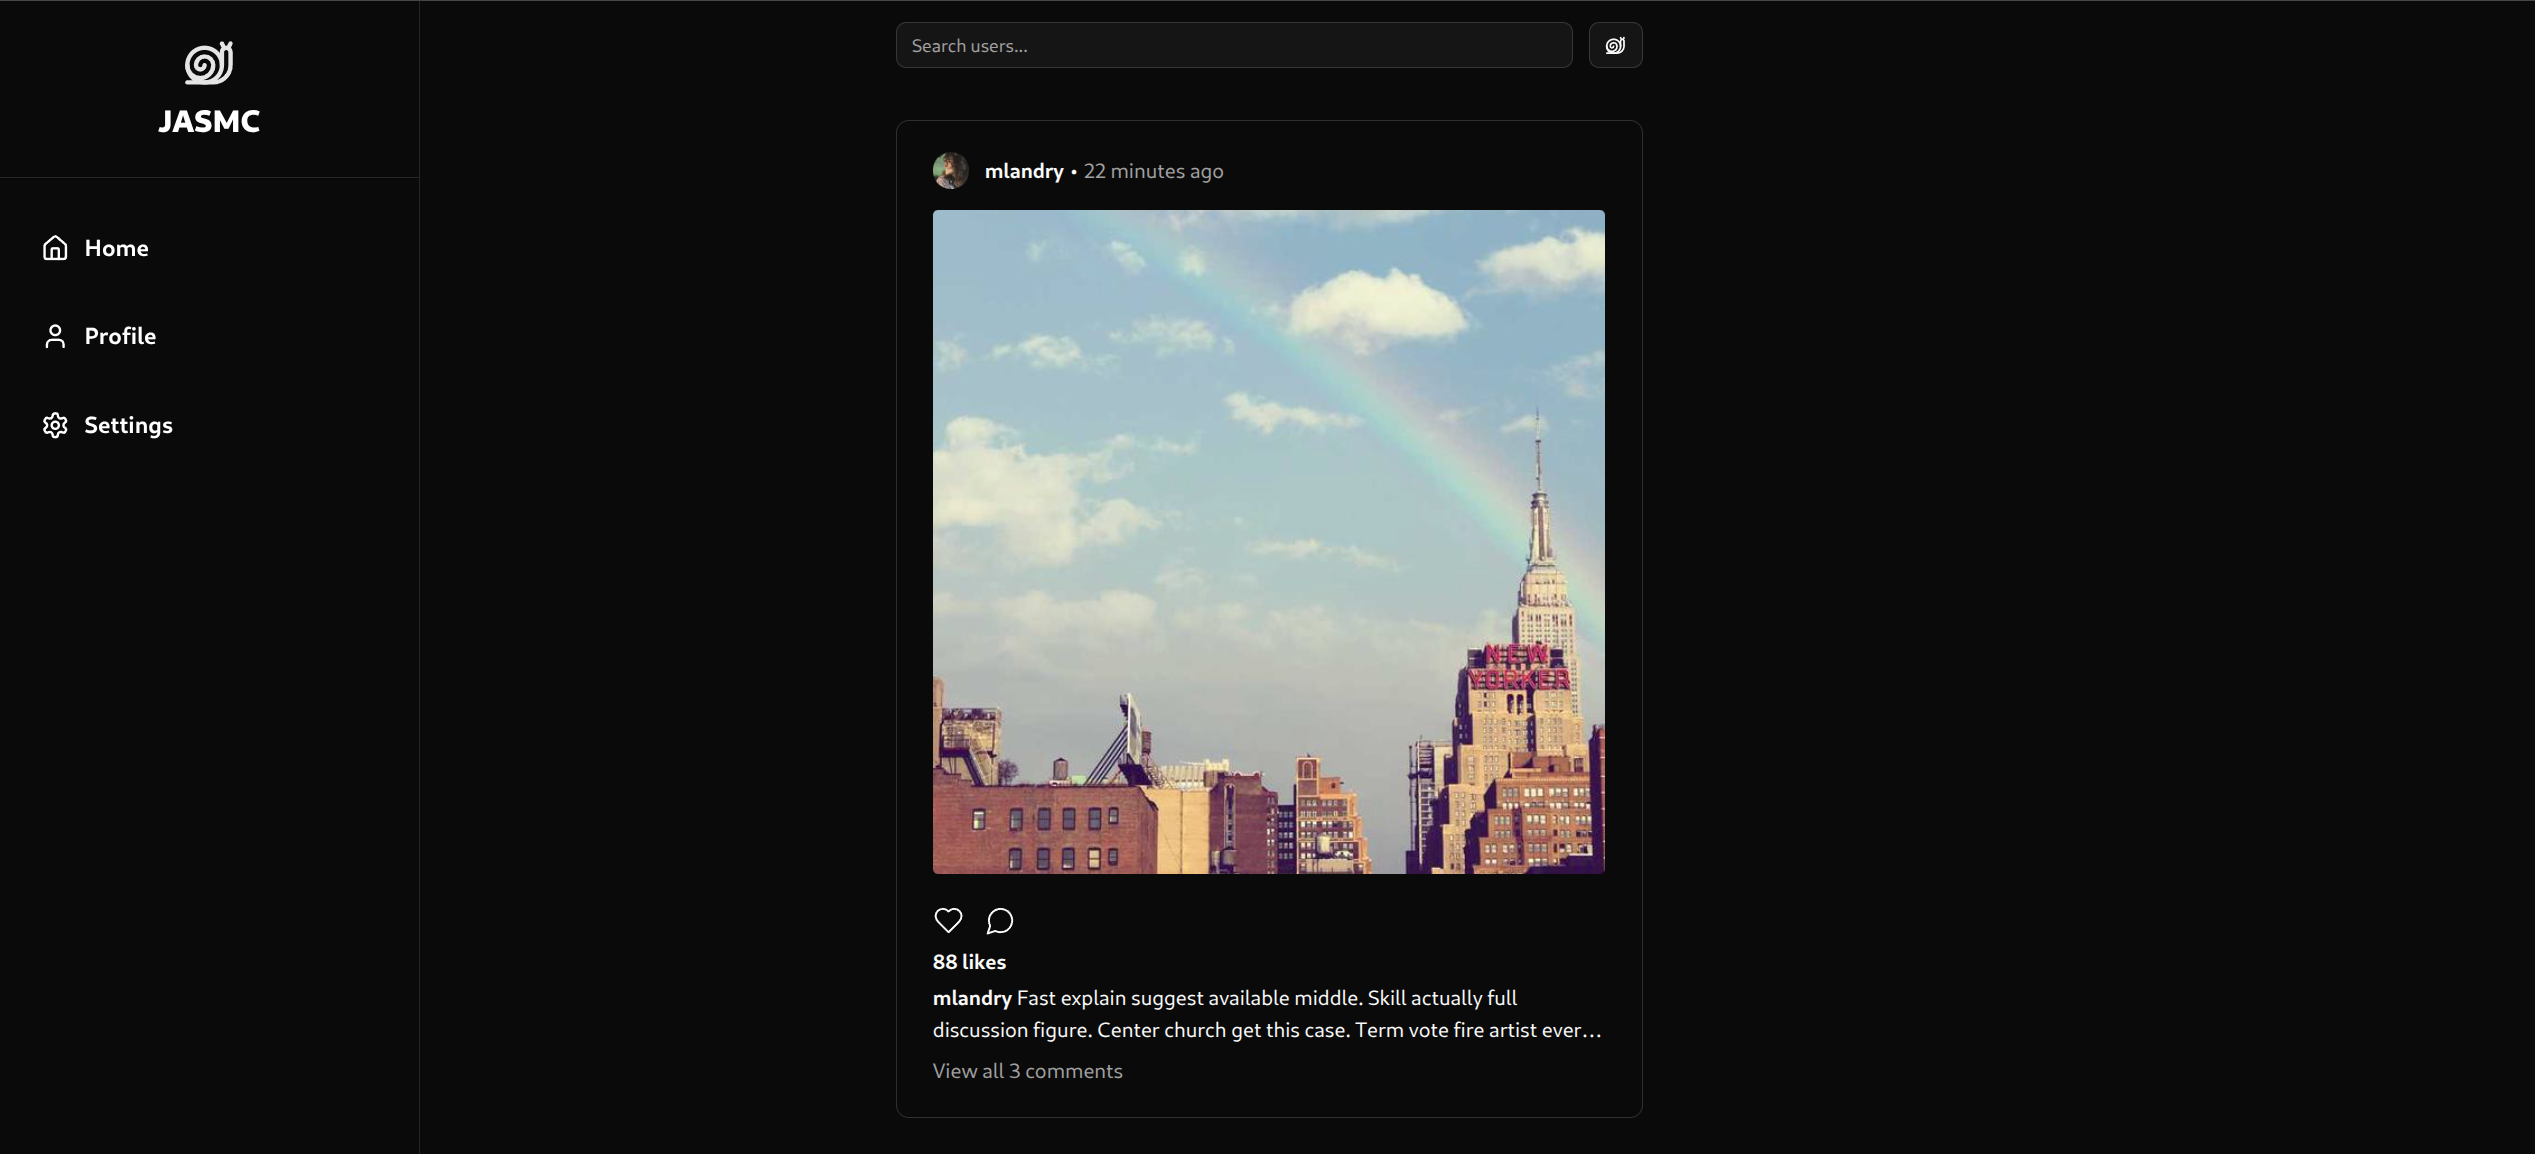 JASMC
Home
Profile
Settings
Search users...
mlandry • 22 minutes ago
NEW
YORKER
88 likes
mlandry Fast explain suggest available middle. Skill actually full
discussion figure. Center church get this case. Term vote fire artist ever...
View all 3 comments